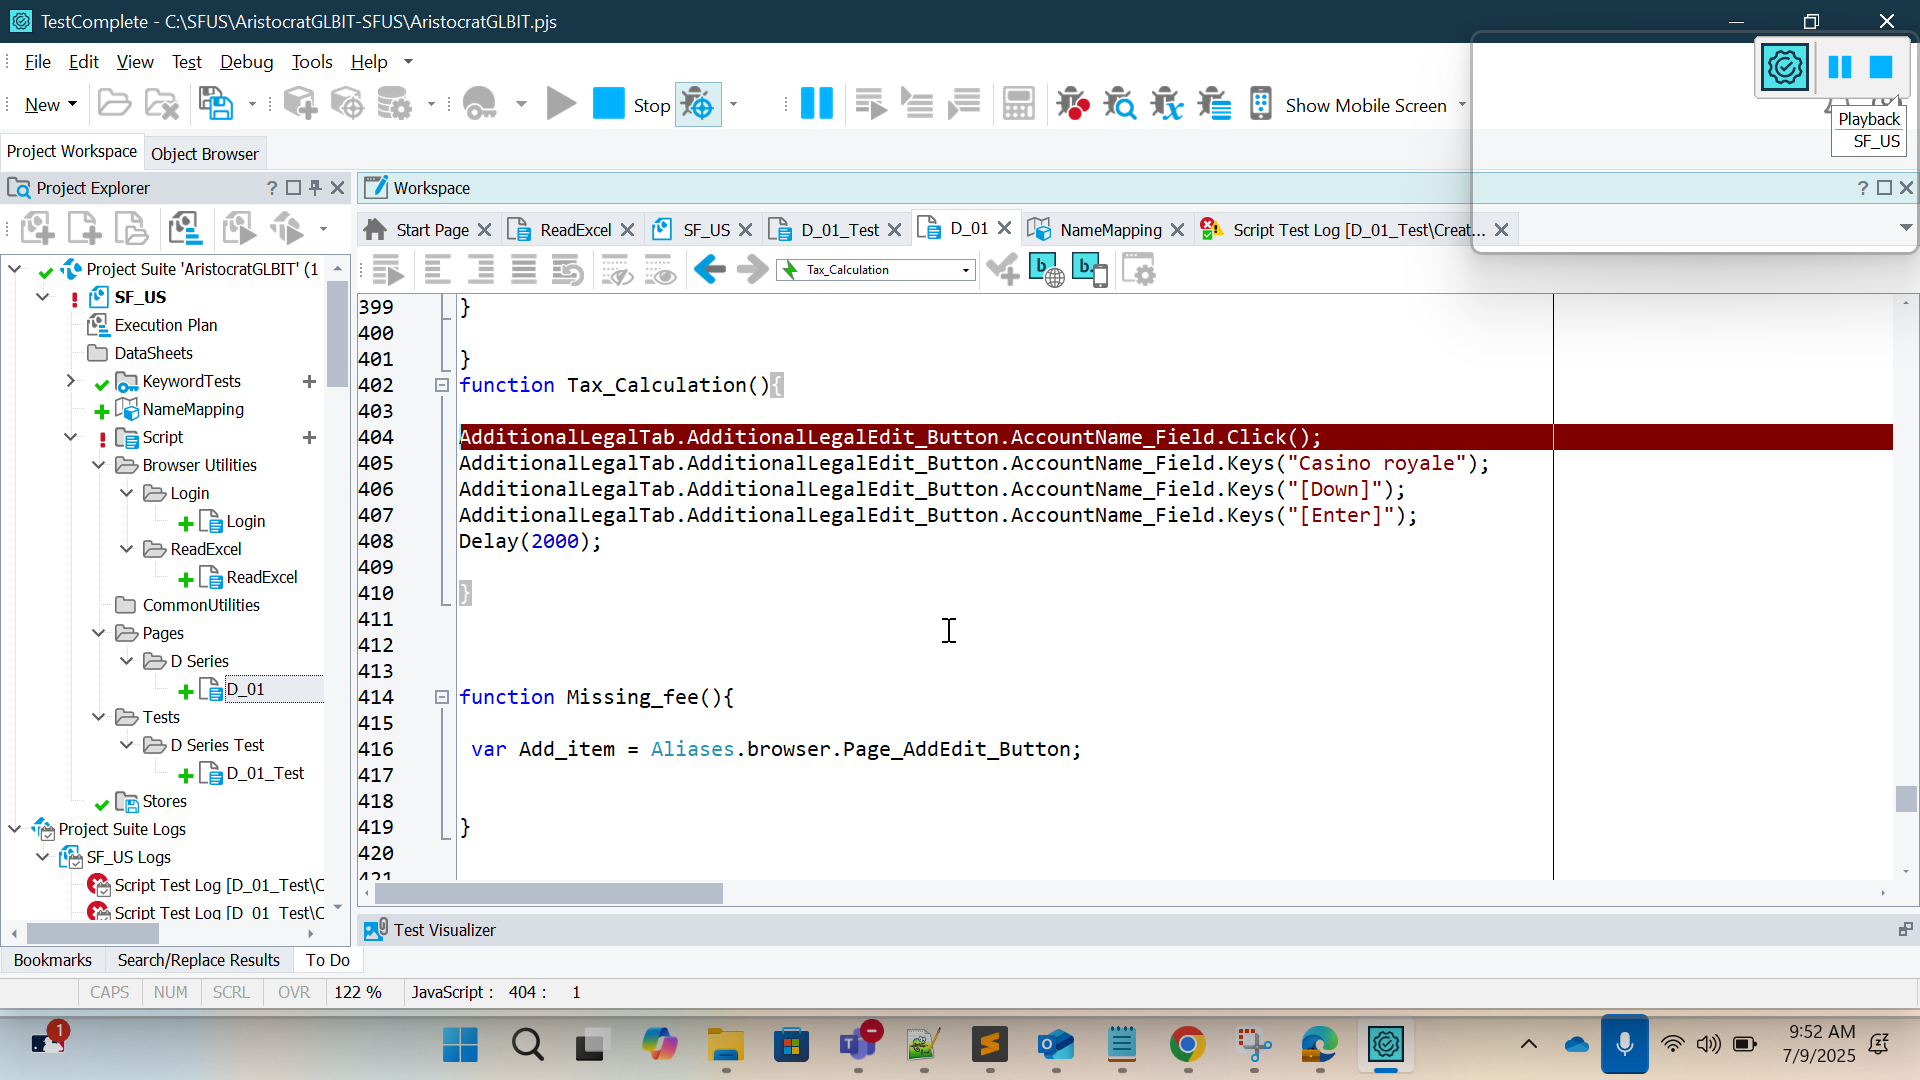 TestComplete - C:\SFUS\AristocratGLBIT-SFUS\AristocratGLBIT.pjs
File Edit View Test Debug Tools Help
New Stop Show Mobile Screen
Playback
SF_US
Project Workspace Object Browser
Project Explorer ?
Workspace ?
Start Page ReadExcel SF_US D_01_Test D_01 NameMapping Script Test Log [D_01_Test\Creat...
Tax_Calculation
Project Suite 'AristocratGLBIT' (1
SF_US
Execution Plan
DataSheets
KeywordTests
NameMapping
Script
Browser Utilities
Login
Login
ReadExcel
ReadExcel
CommonUtilities
Pages
D Series
D_01
Tests
D Series Test
D_01_Test
Stores
Project Suite Logs
SF_US Logs
Script Test Log [D_01_Test\C
Script Test Log [D_01_Test\C
399 }
400
401 }
402 function Tax_Calculation(){
403
404 AdditionalLegalTab.AdditionalLegalEdit_Button.AccountName_Field.Click();
405 AdditionalLegalTab.AdditionalLegalEdit_Button.AccountName_Field.Keys("Casino royale");
406 AdditionalLegalTab.AdditionalLegalEdit_Button.AccountName_Field.Keys("[Down]");
407 AdditionalLegalTab.AdditionalLegalEdit_Button.AccountName_Field.Keys("[Enter]");
408 Delay(2000);
409
410 }
411
412
413
414 function Missing_fee(){
415
416 var Add_item = Aliases.browser.Page_AddEdit_Button;
417
418
419 }
420
421
Test Visualizer
Bookmarks Search/Replace Results To Do
CAPS NUM SCRL OVR 122 % JavaScript : 404 : 1
1
9:52 AM
7/9/2025